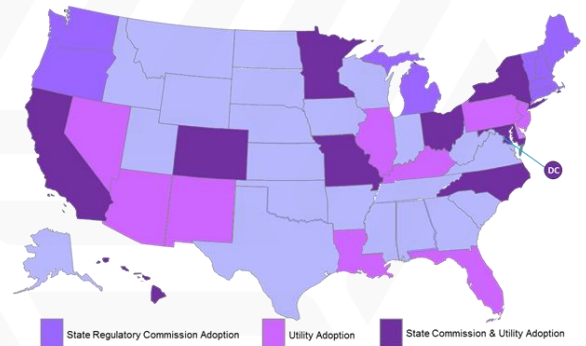 DC
State Regulatory Commission Adoption
Utility Adoption
State Commission & Utility Adoption